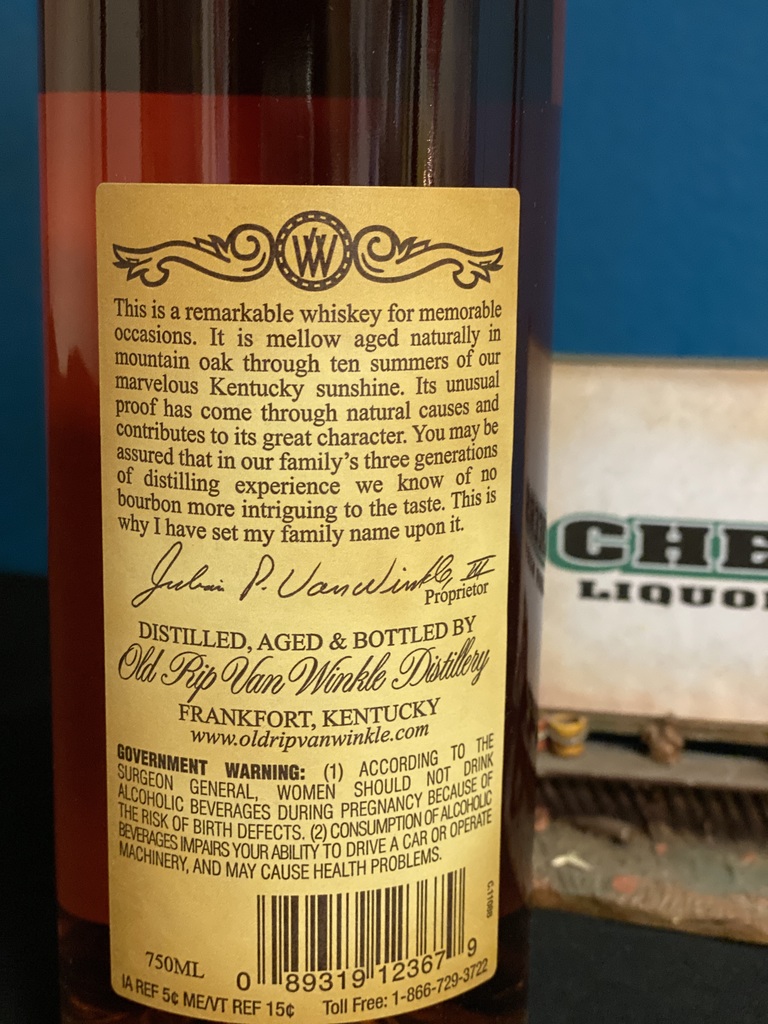 W
This is a remarkable whiskey for memorable
occasions. It is mellow aged naturally in
mountain oak through ten summers of our
marvelous Kentucky sunshine. Its unusual
proof has come through natural causes and
contributes to its great character. You may be
assured that in our family's three generations
of distilling experience we know of no
bourbon more intriguing to the taste. This is
why I have set my family name upon it.
Julian P. Van Winkle, III
Proprietor
DISTILLED, AGED & BOTTLED BY
Old Rip Van Winkle Distillery
FRANKFORT, KENTUCKY
www.oldripvanwinkle.com
GOVERNMENT WARNING: (1) ACCORDING TO THE
SURGEON GENERAL, WOMEN SHOULD NOT DRINK
ALCOHOLIC BEVERAGES DURING PREGNANCY BECAUSE OF
THE RISK OF BIRTH DEFECTS. (2) CONSUMPTION OF ALCOHOLIC
BEVERAGES IMPAIRS YOUR ABILITY TO DRIVE A CAR OR OPERATE
MACHINERY, AND MAY CAUSE HEALTH PROBLEMS.
750ML
0 89319 12367 9
IA REF 5¢ ME/VT REF 15¢ Toll Free: 1-866-729-3722
CHE
LIQUO